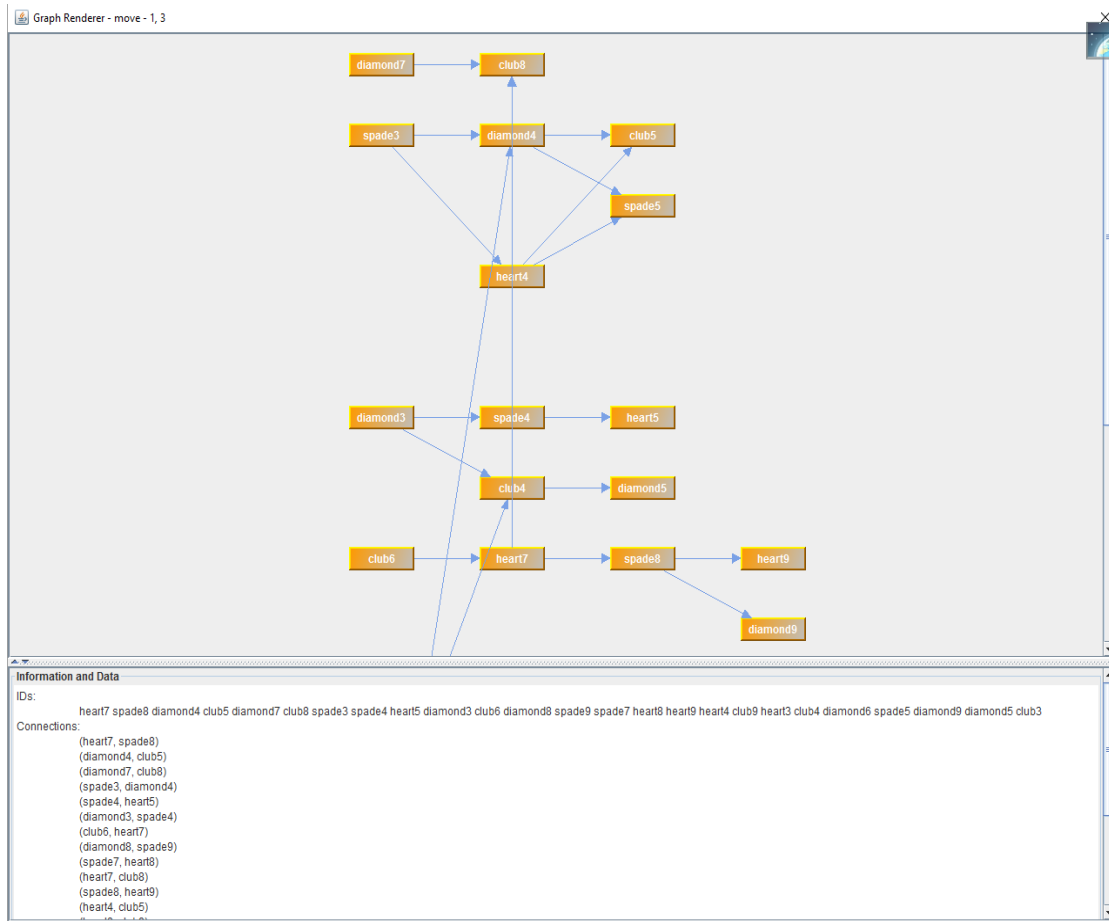 Graph Renderer - move - 1, 3
diamond7 club8
spade3 diamond4 club5
spade5
heart4
diamond3 spade4 heart5
club4 diamond5
club6 heart7 spade8 heart9
diamond9
Information and Data
IDs:
heart7 spade8 diamond4 club5 diamond7 club8 spade3 spade4 heart5 diamond3 club6 diamond8 spade9 spade7 heart8 heart9 heart4 club9 heart3 club4 diamond6 spade5 diamond9 diamond5 club3
Connections:
(heart7, spade8)
(diamond4, club5)
(diamond7, club8)
(spade3, diamond4)
(spade4, heart5)
(diamond3, spade4)
(club6, heart7)
(diamond8, spade9)
(spade7, heart8)
(heart7, club8)
(spade8, heart9)
(heart4, club5)